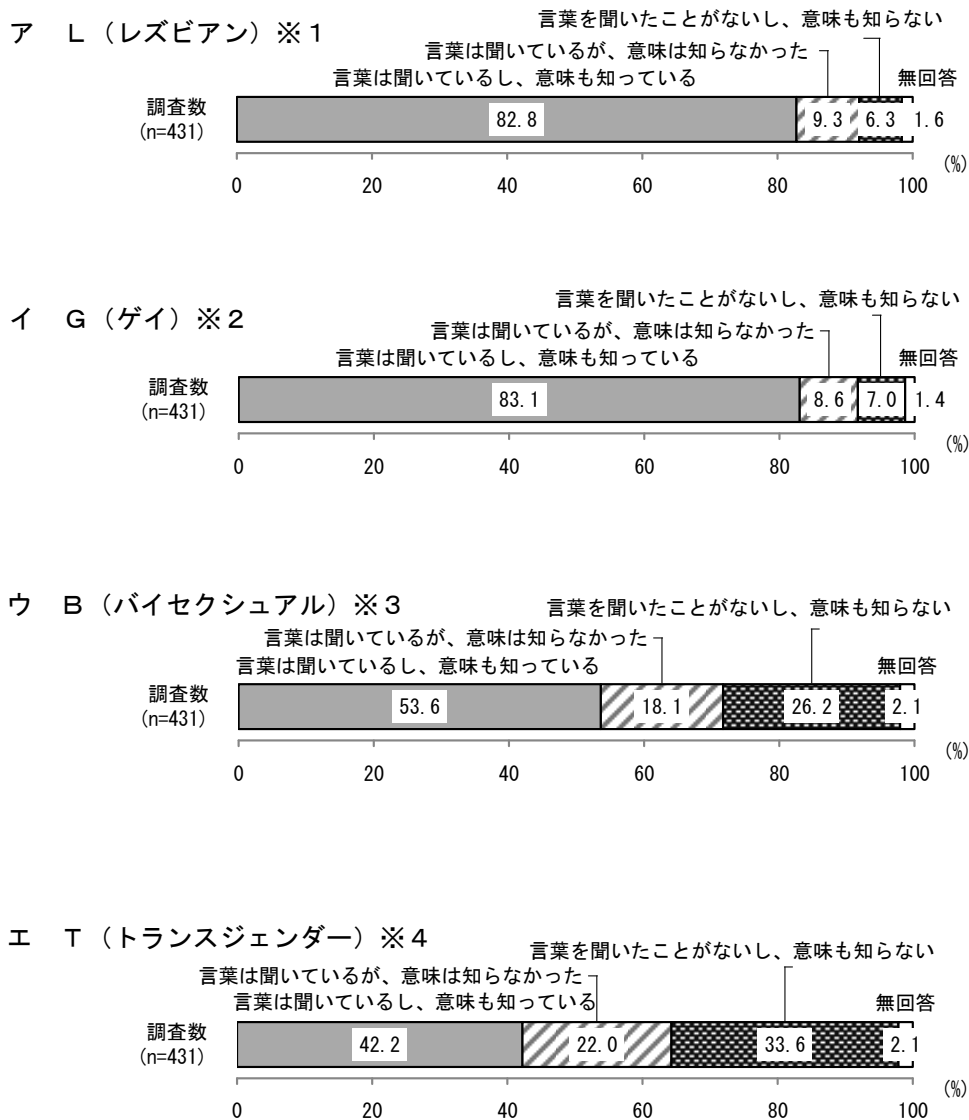 ア L（レズビアン）※1
言葉を聞いたことがないし、意味も知らない
言葉は聞いているが、意味は知らなかった
言葉は聞いているし、意味も知っている
無回答
調査数
(n=431)
82.8 9.3 6.3 1.6
(%)
0 20 40 60 80 100
イ G（ゲイ）※2
言葉を聞いたことがないし、意味も知らない
言葉は聞いているが、意味は知らなかった
言葉は聞いているし、意味も知っている
無回答
調査数
(n=431)
83.1 8.6 7.0 1.4
(%)
0 20 40 60 80 100
ウ B（バイセクシュアル）※3
言葉を聞いたことがないし、意味も知らない
言葉は聞いているが、意味は知らなかった
言葉は聞いているし、意味も知っている
無回答
調査数
(n=431)
53.6 18.1 26.2 2.1
(%)
0 20 40 60 80 100
エ T（トランスジェンダー）※4
言葉を聞いたことがないし、意味も知らない
言葉は聞いているが、意味は知らなかった
言葉は聞いているし、意味も知っている
無回答
調査数
(n=431)
42.2 22.0 33.6 2.1
(%)
0 20 40 60 80 100